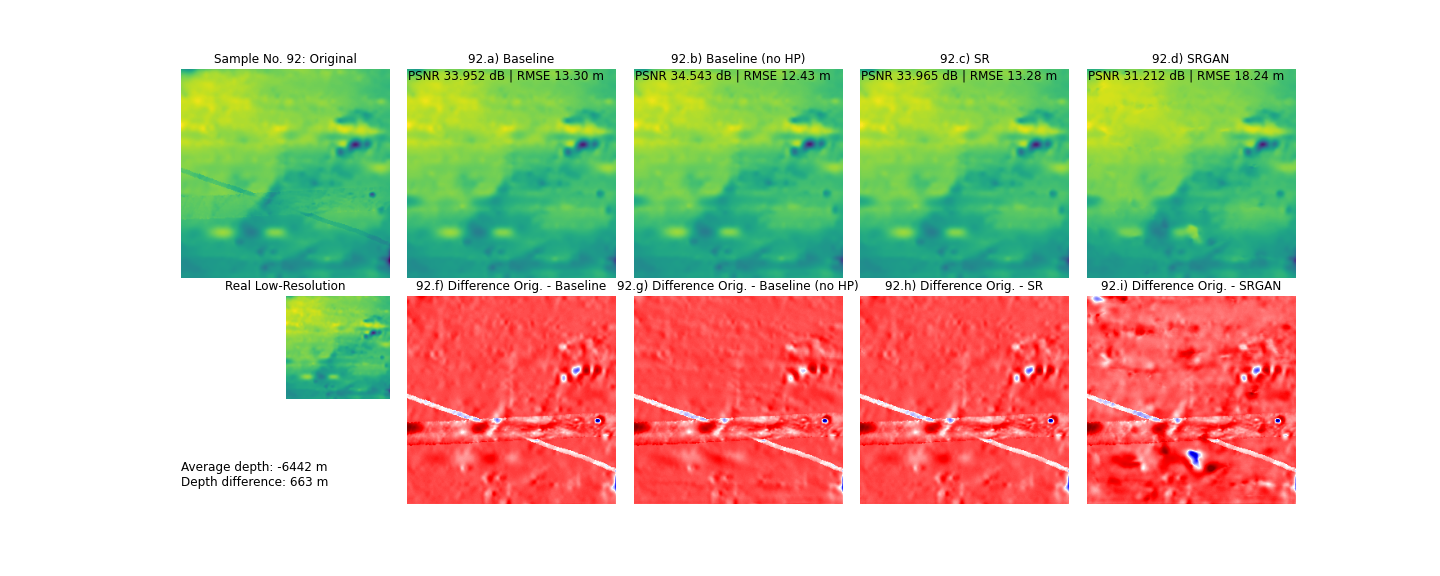 Sample No. 92: Original
92.a) Baseline
92.b) Baseline (no HP)
92.c) SR
92.d) SRGAN
PSNR 33.952 dB | RMSE 13.30 m
PSNR 34.543 dB | RMSE 12.43 m
PSNR 33.965 dB | RMSE 13.28 m
PSNR 31.212 dB | RMSE 18.24 m
Real Low-Resolution
92.f) Difference Orig. - Baseline
92.g) Difference Orig. - Baseline (no HP)
92.h) Difference Orig. - SR
92.i) Difference Orig. - SRGAN
Average depth: -6442 m
Depth difference: 663 m